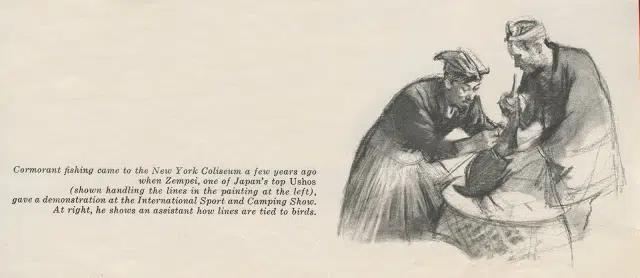 Cormorant fishing came to the New York Coliseum a few years ago
when Zempei, one of Japan's top Ushos
(shown handling the lines in the painting at the left),
gave a demonstration at the International Sport and Camping Show.
At right, he shows an assistant how lines are tied to birds.